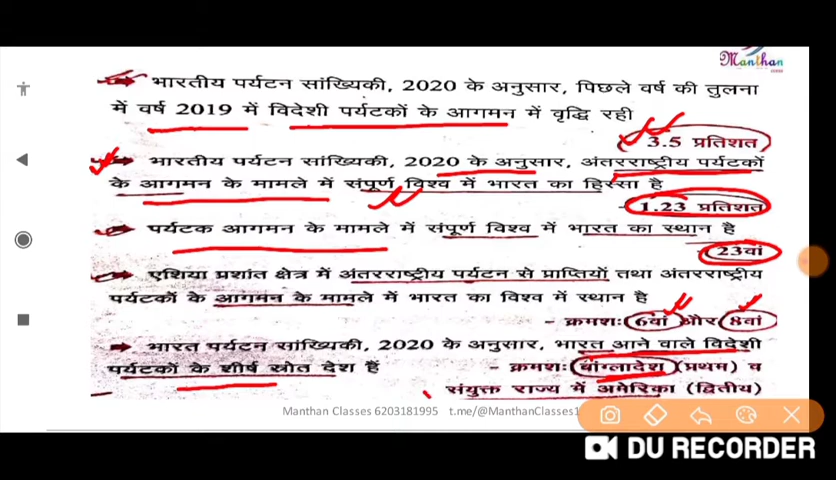 Manthan
भारतीय पर्यटन सांख्यिकी, 2020 के अनुसार, पिछले वर्ष की तुलना
में वर्ष 2019 में विदेशी पर्यटकों के आगमन में वृद्धि रही
3.5 प्रतिशत
भारतीय पर्यटन सांख्यिकी, 2020 के अनुसार, अंतरराष्ट्रीय पर्यटकों
के आगमन के मामले में संपूर्ण विश्व में भारत का हिस्सा है
- 1.23 प्रतिशत
पर्यटक आगमन के मामले में संपूर्ण विश्व में भारत का स्थान है
- 23वां
एशिया प्रशांत क्षेत्र में अंतरराष्ट्रीय पर्यटन से प्राप्तियों तथा अंतरराष्ट्रीय
पर्यटकों के आगमन के मामले में भारत का विश्व में स्थान है
- क्रमशः 6वां और 8वां
भारत पर्यटन सांख्यिकी, 2020 के अनुसार, भारत आने वाले विदेशी
पर्यटकों के शीर्ष स्रोत देश हैं - क्रमशः बांग्लादेश (प्रथम) व
संयुक्त राज्य में अमेरिका (द्वितीय)
Manthan Classes 6203181995 t.me/@ManthanClasses1
DU RECORDER